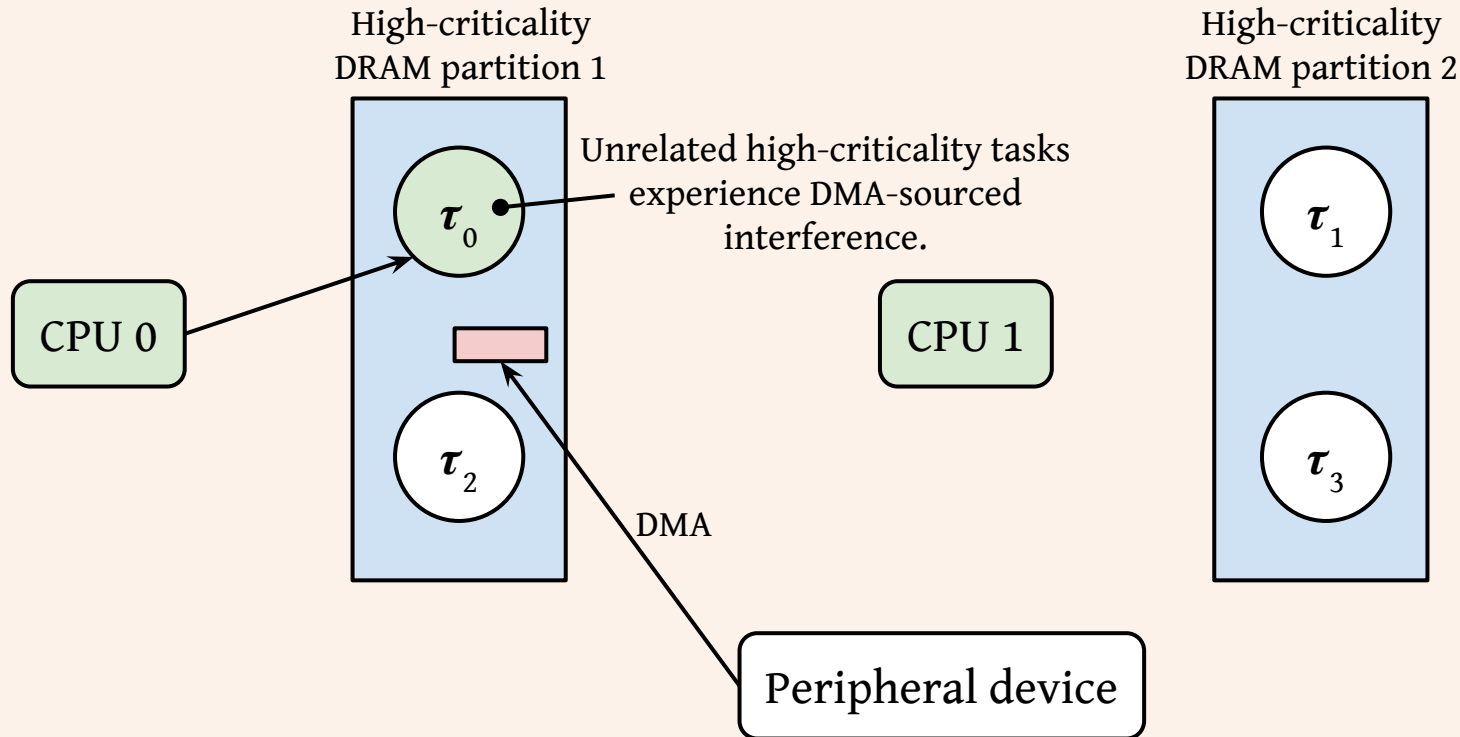 High-criticality
DRAM partition 1
High-criticality
DRAM partition 2
Unrelated high-criticality tasks
experience DMA-sourced
interference.
τ₀
τ₁
CPU 0
CPU 1
τ₂
τ₃
DMA
Peripheral device